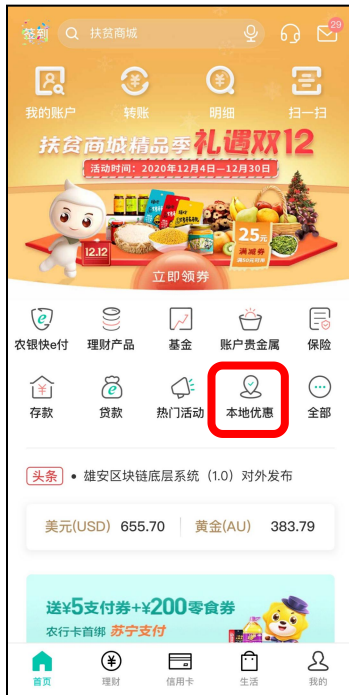 签到 扶贫商城 29
我的账户 转账 明细 扫一扫
扶贫商城精品季礼遇双12
活动时间：2020年12月4日—12月30日
12.12
25元
满减券
立即领券
农银快e付 理财产品 基金 账户贵金属 保险
存款 贷款 热门活动 本地优惠 全部
头条 • 雄安区块链底层系统（1.0）对外发布
美元(USD) 655.70 黄金(AU) 383.79
送¥5支付券+¥200零食券
农行卡首绑 苏宁支付
首页 理财 信用卡 生活 我的